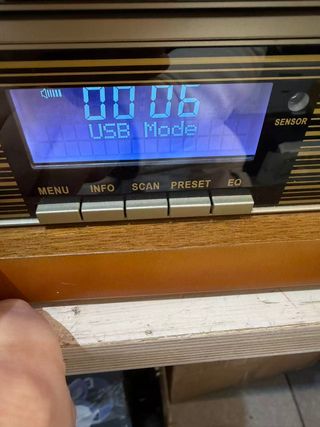 00 06
USB Mode
SENSOR
MENU INFO SCAN PRESET EQ